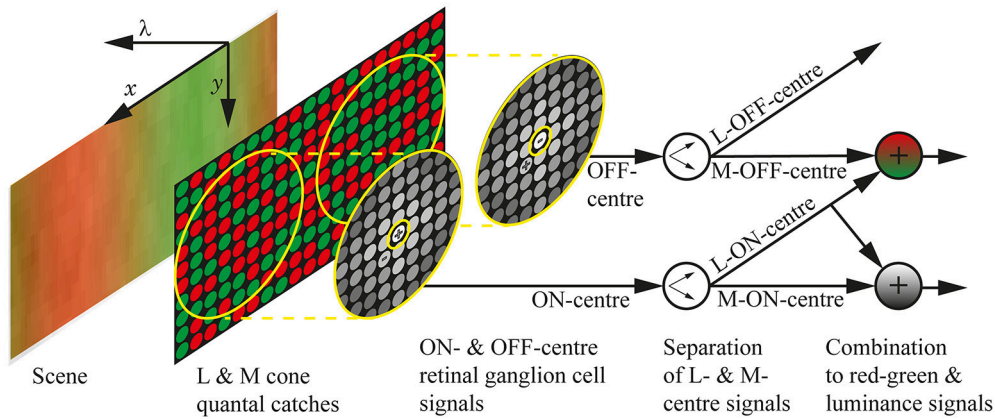 λ
x
y
OFF-
centre
L-OFF-centre
M-OFF-centre
+
L-ON-centre
ON-centre
M-ON-centre
+
Scene
L & M cone
quantal catches
ON- & OFF-centre
retinal ganglion cell
signals
Separation
of L- & M-
centre signals
Combination
to red-green &
luminance signals